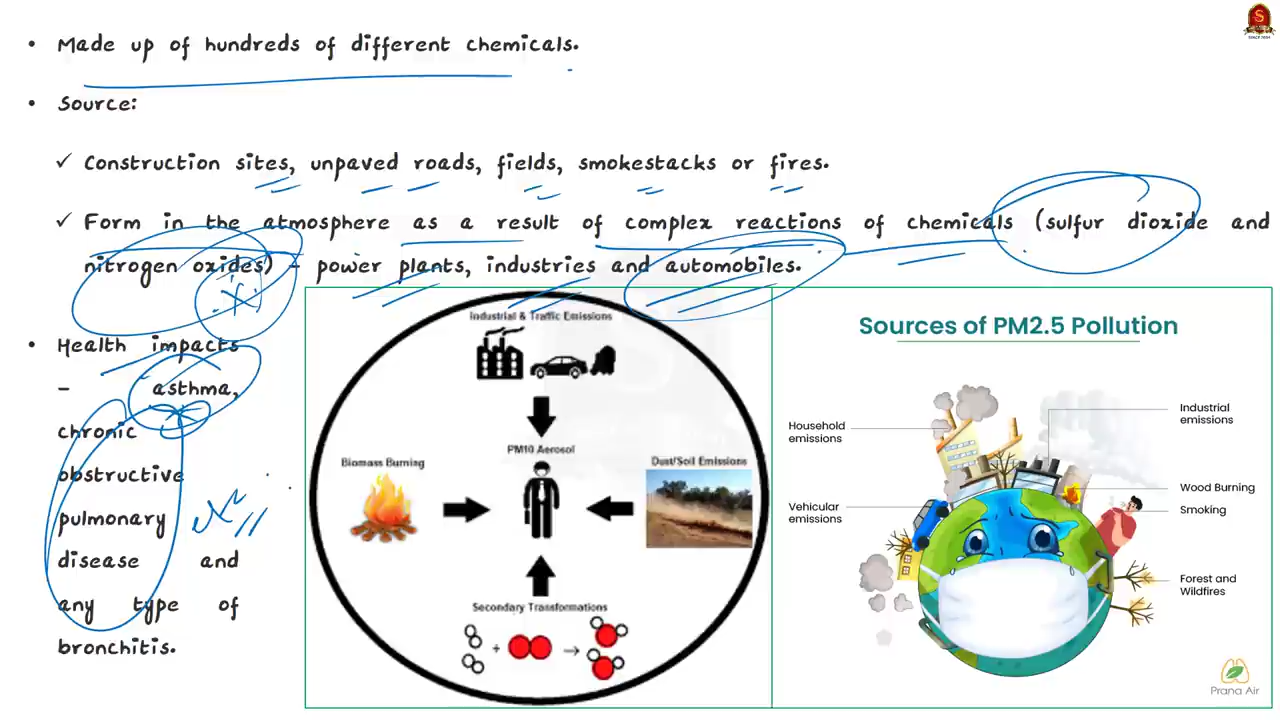 • Made up of hundreds of different chemicals.
• Source:
✓ Construction sites, unpaved roads, fields, smokestacks or fires.
✓ Form in the atmosphere as a result of complex reactions of chemicals (sulfur dioxide and
nitrogen oxides) – power plants, industries and automobiles.
• Health impacts
– asthma,
chronic
obstructive
pulmonary
disease and
any type of
bronchitis.
Industrial & Traffic Emissions
PM10 Aerosol
Biomass Burning
Dust/Soil Emissions
Secondary Transformations
+ →
Sources of PM2.5 Pollution
Household
emissions
Industrial
emissions
Vehicular
emissions
Wood Burning
Smoking
Forest and
Wildfires
Prana Air
S